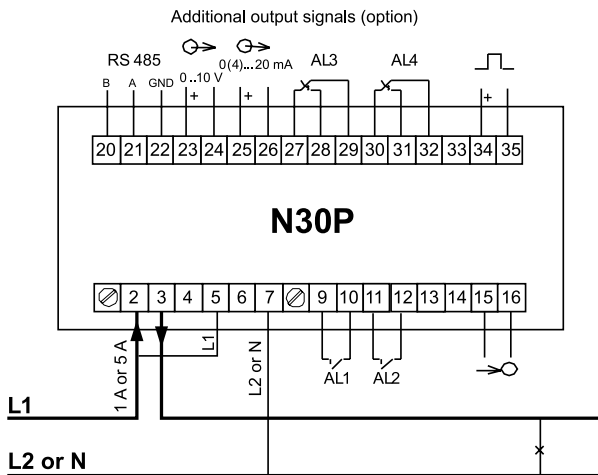 Additional output signals (option)
RS 485
0(4)...20 mA
AL3
AL4
B A GND
0..10 V
+ + +
20 21 22 23 24 25 26 27 28 29 30 31 32 33 34 35
N30P
2 3 4 5 6 7 9 10 11 12 13 14 15 16
1 A or 5 A
L1
L2 or N
AL1
AL2
L1
L2 or N